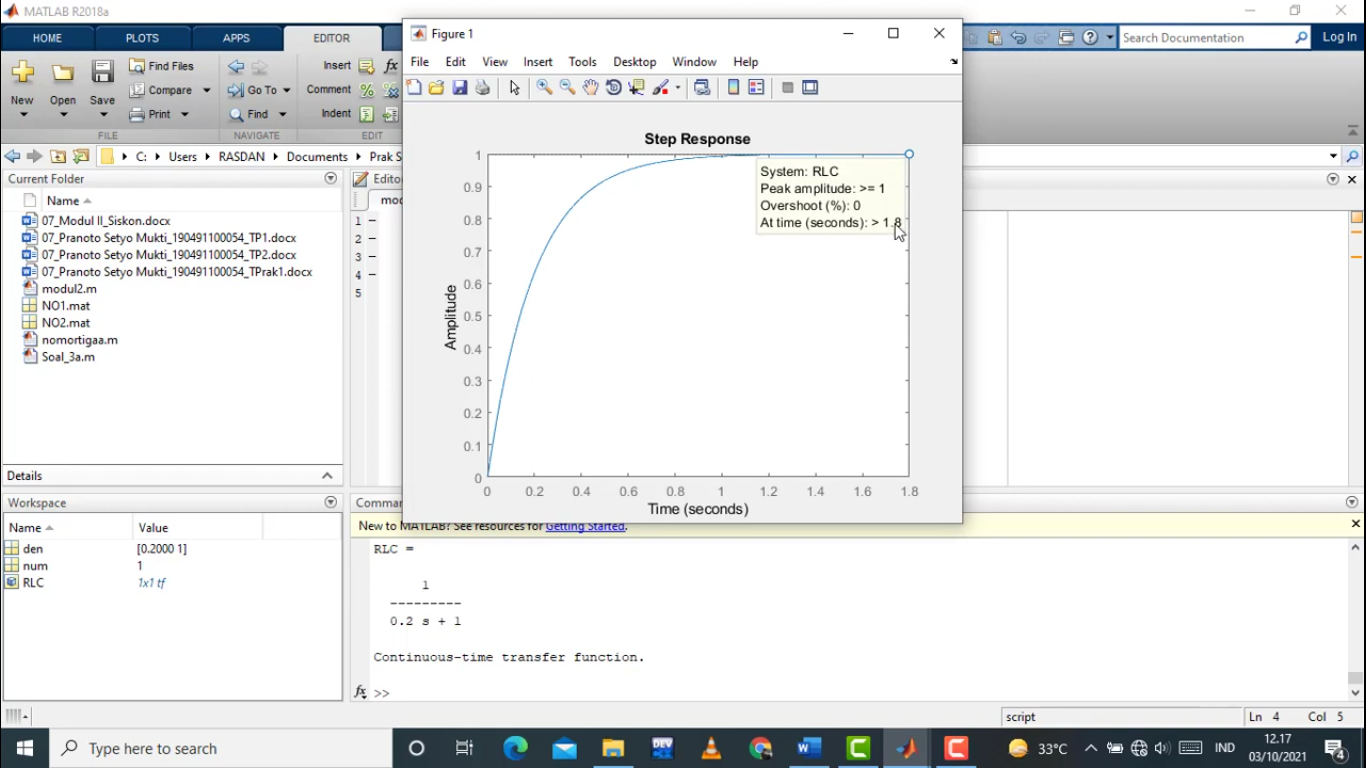 MATLAB R2018a
HOME PLOTS APPS EDITOR
Search Documentation
Log In
New
Open
Save
Find Files
Compare
Print
FILE
Go To
Find
NAVIGATE
Insert
Comment
Indent
EDIT
C: Users RASDAN Documents Prak S
Current Folder
Name
07_Modul II_Siskon.docx
07_Pranoto Setyo Mukti_190491100054_TP1.docx
07_Pranoto Setyo Mukti_190491100054_TP2.docx
07_Pranoto Setyo Mukti_190491100054_TPrak1.docx
modul2.m
NO1.mat
NO2.mat
nomortigaa.m
Soal_3a.m
Details
Workspace
Name Value
den [0.2000 1]
num 1
RLC 1x1 tf
Edito
mod
1 –
2 –
3 –
4 –
5
Figure 1
File Edit View Insert Tools Desktop Window Help
Step Response
System: RLC
Peak amplitude: >= 1
Overshoot (%): 0
At time (seconds): > 1.8
Amplitude
1
0.9
0.8
0.7
0.6
0.5
0.4
0.3
0.2
0.1
0
0 0.2 0.4 0.6 0.8 1 1.2 1.4 1.6 1.8
Time (seconds)
Comma
New to MATLAB? See resources for Getting Started.
RLC =
1
---------
0.2 s + 1
Continuous-time transfer function.
fx >>
script
Ln 4 Col 5
Type here to search
DEV
33°C
IND
12.17
03/10/2021
4